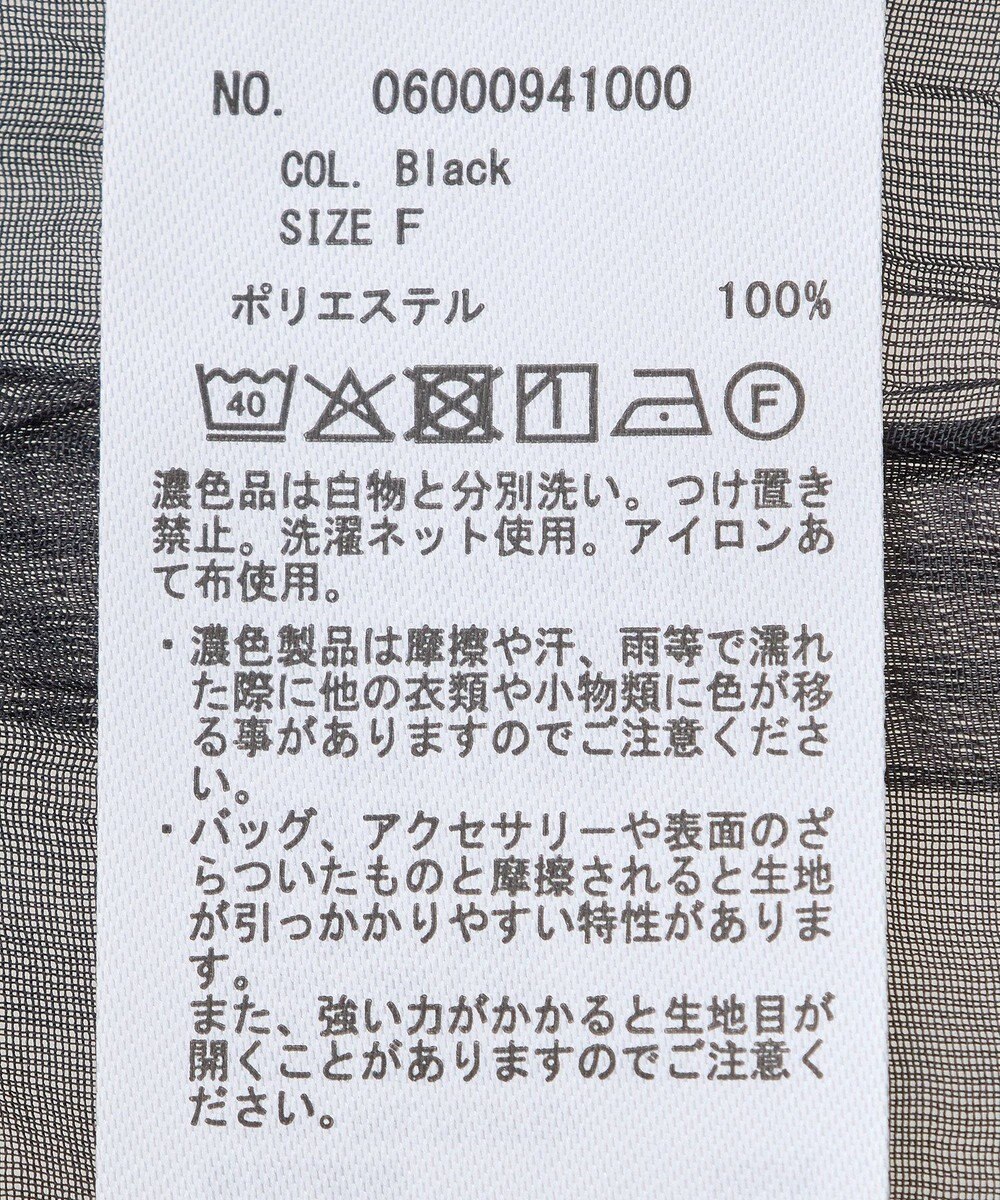 NO. 06000941000
COL. Black
SIZE F
ポリエステル 100%
40 F
濃色品は白物と分別洗い。つけ置き
禁止。洗濯ネット使用。アイロンあ
て布使用。
・濃色製品は摩擦や汗、雨等で濡れ
た際に他の衣類や小物類に色が移
る事がありますのでご注意くださ
い。
・バッグ、アクセサリーや表面のざ
らついたものと摩擦されると生地
が引っかかりやすい特性がありま
す。
また、強い力がかかると生地目が
開くことがありますのでご注意く
ださい。